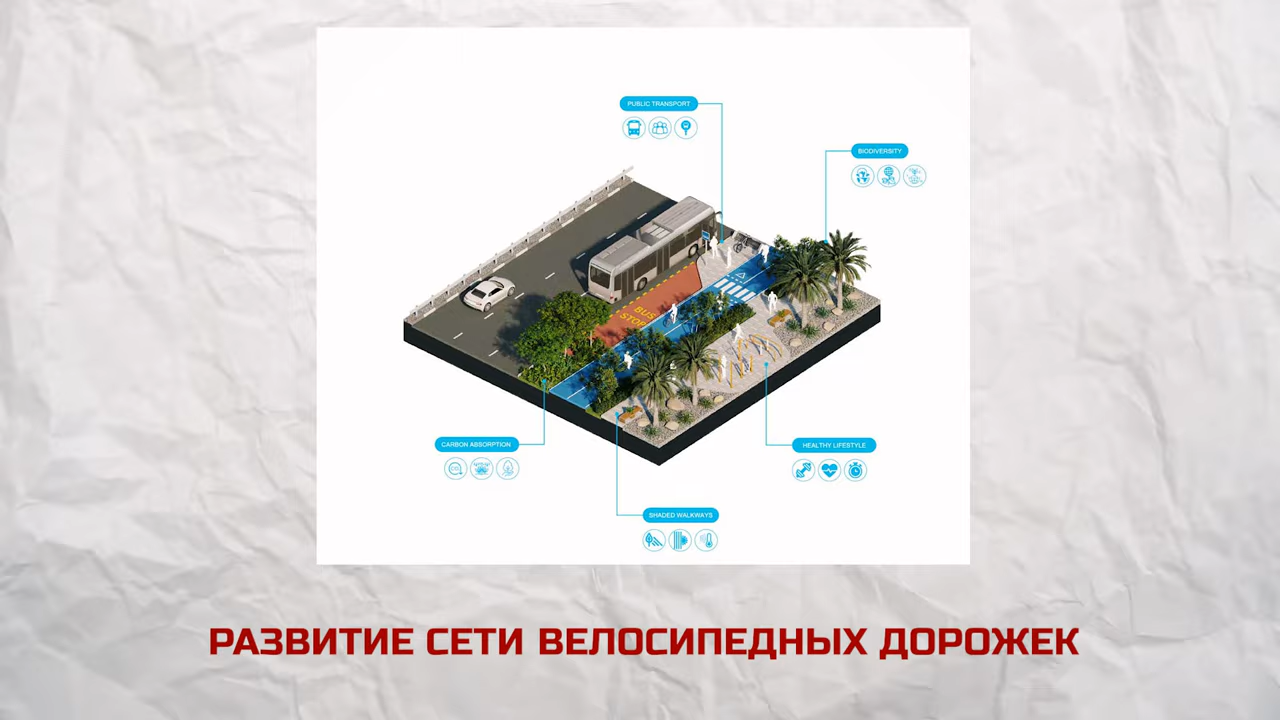 PUBLIC TRANSPORT
BIODIVERSITY
BUS
STOP
CARBON ABSORPTION
HEALTHY LIFESTYLE
SHADED WALKWAYS
РАЗВИТИЕ СЕТИ ВЕЛОСИПЕДНЫХ ДОРОЖЕК